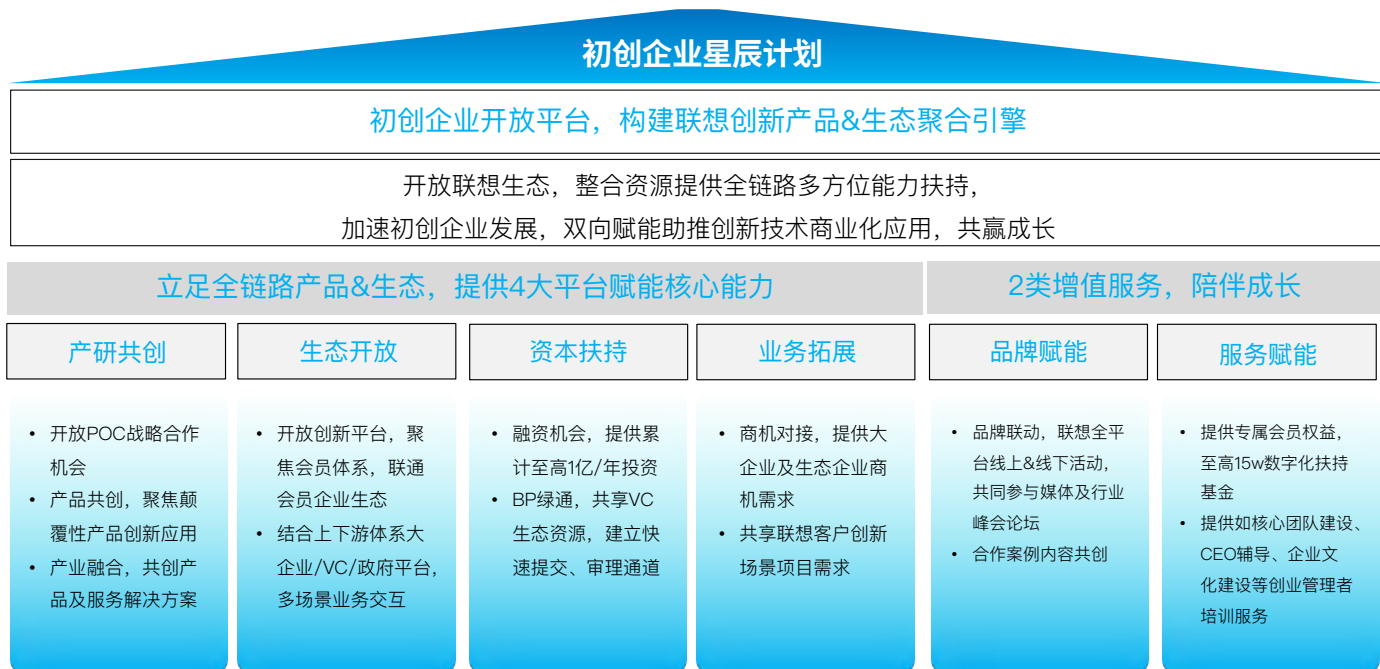 初创企业星辰计划
初创企业开放平台，构建联想创新产品&生态聚合引擎
开放联想生态，整合资源提供全链路多方位能力扶持，
加速初创企业发展，双向赋能助推创新技术商业化应用，共赢成长
立足全链路产品&生态，提供4大平台赋能核心能力
2类增值服务，陪伴成长
产研共创
生态开放
资本扶持
业务拓展
品牌赋能
服务赋能
• 开放POC战略合作
机会
• 产品共创，聚焦颠
覆性产品创新应用
• 产业融合，共创产
品及服务解决方案
• 开放创新平台，聚
焦会员体系，联通
会员企业生态
• 结合上下游体系大
企业/VC/政府平台，
多场景业务交互
• 融资机会，提供累
计至高1亿/年投资
• BP绿通，共享VC
生态资源，建立快
速提交、审理通道
• 商机对接，提供大
企业及生态企业商
机需求
• 共享联想客户创新
场景项目需求
• 品牌联动，联想全平
台线上&线下活动，
共同参与媒体及行业
峰会论坛
• 合作案例内容共创
• 提供专属会员权益，
至高15w数字化扶持
基金
• 提供如核心团队建设、
CEO辅导、企业文
化建设等创业管理者
培训服务